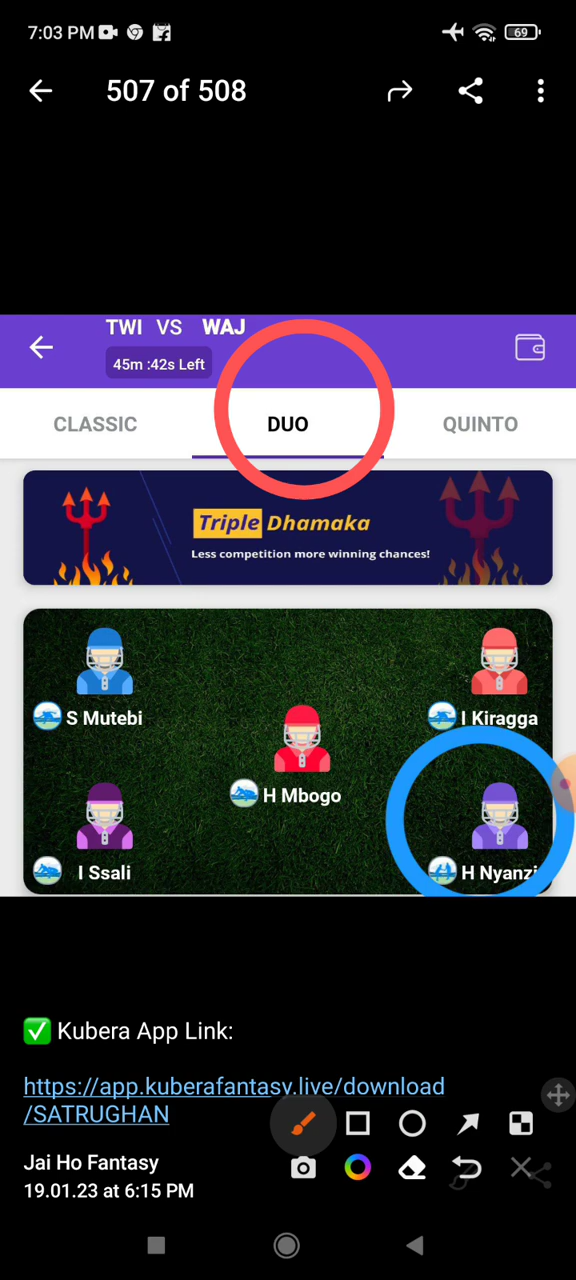 7:03 PM
69
507 of 508
TWI VS WAJ
45m :42s Left
CLASSIC DUO QUINTO
Triple Dhamaka
Less competition more winning chances!
S Mutebi
I Kiragga
H Mbogo
I Ssali
H Nyanzi
✅ Kubera App Link:
https://app.kuberafantasy.live/download
/SATRUGHAN
Jai Ho Fantasy
19.01.23 at 6:15 PM